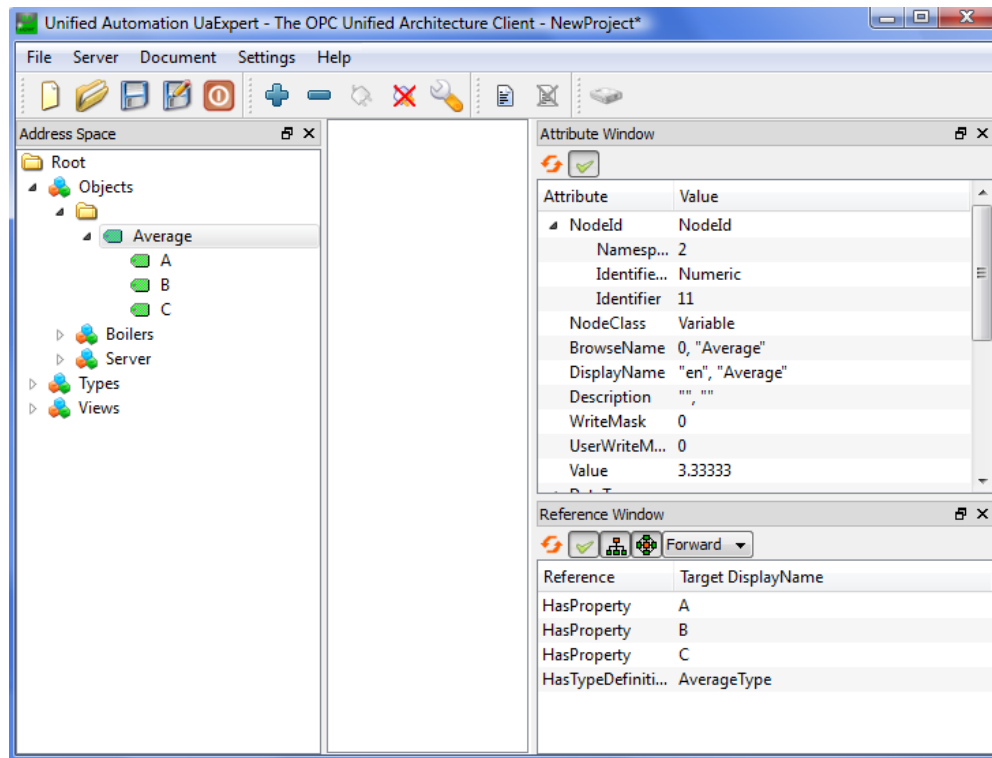 Unified Automation UaExpert - The OPC Unified Architecture Client - NewProject*
File Server Document Settings Help
Address Space
Root
Objects
Average
A
B
C
Boilers
Server
Types
Views
Attribute Window
Attribute Value
NodeId NodeId
Namesp... 2
Identifie... Numeric
Identifier 11
NodeClass Variable
BrowseName 0, "Average"
DisplayName "en", "Average"
Description "", ""
WriteMask 0
UserWriteM... 0
Value 3.33333
Reference Window
Forward
Reference Target DisplayName
HasProperty A
HasProperty B
HasProperty C
HasTypeDefiniti... AverageType